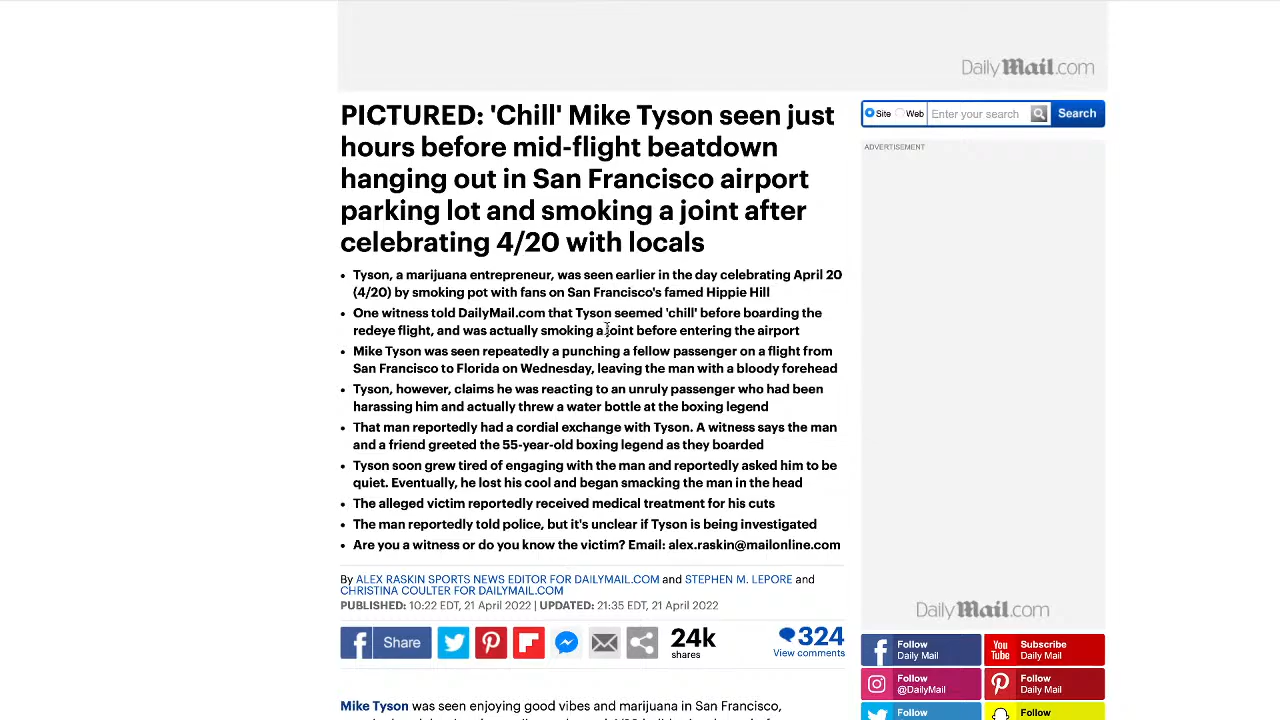 Daily Mail.com
PICTURED: 'Chill' Mike Tyson seen just
hours before mid-flight beatdown
hanging out in San Francisco airport
parking lot and smoking a joint after
celebrating 4/20 with locals
• Tyson, a marijuana entrepreneur, was seen earlier in the day celebrating April 20
(4/20) by smoking pot with fans on San Francisco's famed Hippie Hill
• One witness told DailyMail.com that Tyson seemed 'chill' before boarding the
redeye flight, and was actually smoking a joint before entering the airport
• Mike Tyson was seen repeatedly a punching a fellow passenger on a flight from
San Francisco to Florida on Wednesday, leaving the man with a bloody forehead
• Tyson, however, claims he was reacting to an unruly passenger who had been
harassing him and actually threw a water bottle at the boxing legend
• That man reportedly had a cordial exchange with Tyson. A witness says the man
and a friend greeted the 55-year-old boxing legend as they boarded
• Tyson soon grew tired of engaging with the man and reportedly asked him to be
quiet. Eventually, he lost his cool and began smacking the man in the head
• The alleged victim reportedly received medical treatment for his cuts
• The man reportedly told police, but it's unclear if Tyson is being investigated
• Are you a witness or do you know the victim? Email: alex.raskin@mailonline.com
By ALEX RASKIN SPORTS NEWS EDITOR FOR DAILYMAIL.COM and STEPHEN M. LEPORE and
CHRISTINA COULTER FOR DAILYMAIL.COM
PUBLISHED: 10:22 EDT, 21 April 2022 | UPDATED: 21:35 EDT, 21 April 2022
Share
24k
shares
324
View comments
Mike Tyson was seen enjoying good vibes and marijuana in San Francisco,
Site Web Enter your search Search
ADVERTISEMENT
Daily Mail.com
Follow
Daily Mail
You Tube
Subscribe
Daily Mail
Follow
@DailyMail
Follow
Daily Mail
Follow
Follow